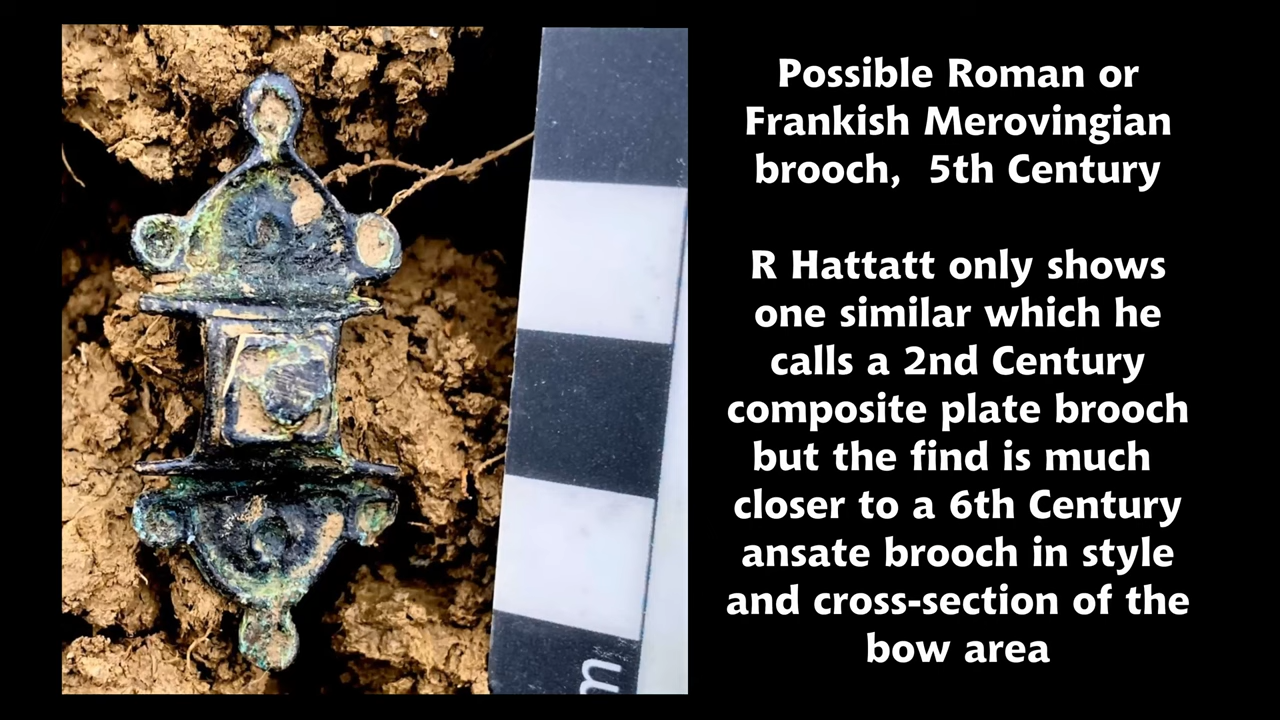 Possible Roman or
Frankish Merovingian
brooch, 5th Century
R Hattatt only shows
one similar which he
calls a 2nd Century
composite plate brooch
but the find is much
closer to a 6th Century
ansate brooch in style
and cross-section of the
bow area
m